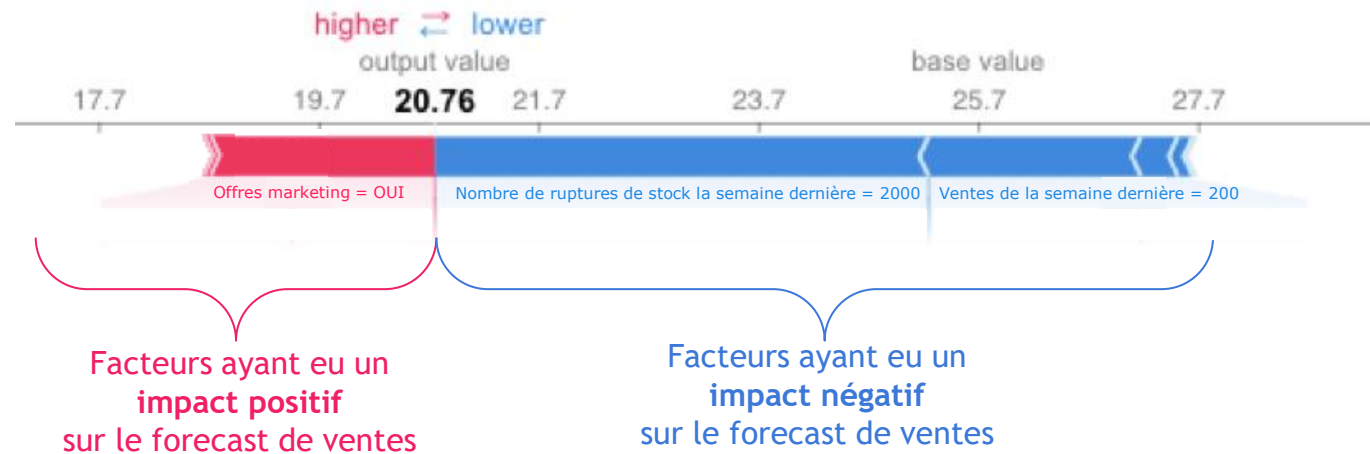 higher ⇄ lower
output value
base value
17.7 19.7 20.76 21.7 23.7 25.7 27.7
Offres marketing = OUI
Nombre de ruptures de stock la semaine dernière = 2000
Ventes de la semaine dernière = 200
Facteurs ayant eu un
impact positif
sur le forecast de ventes
Facteurs ayant eu un
impact négatif
sur le forecast de ventes